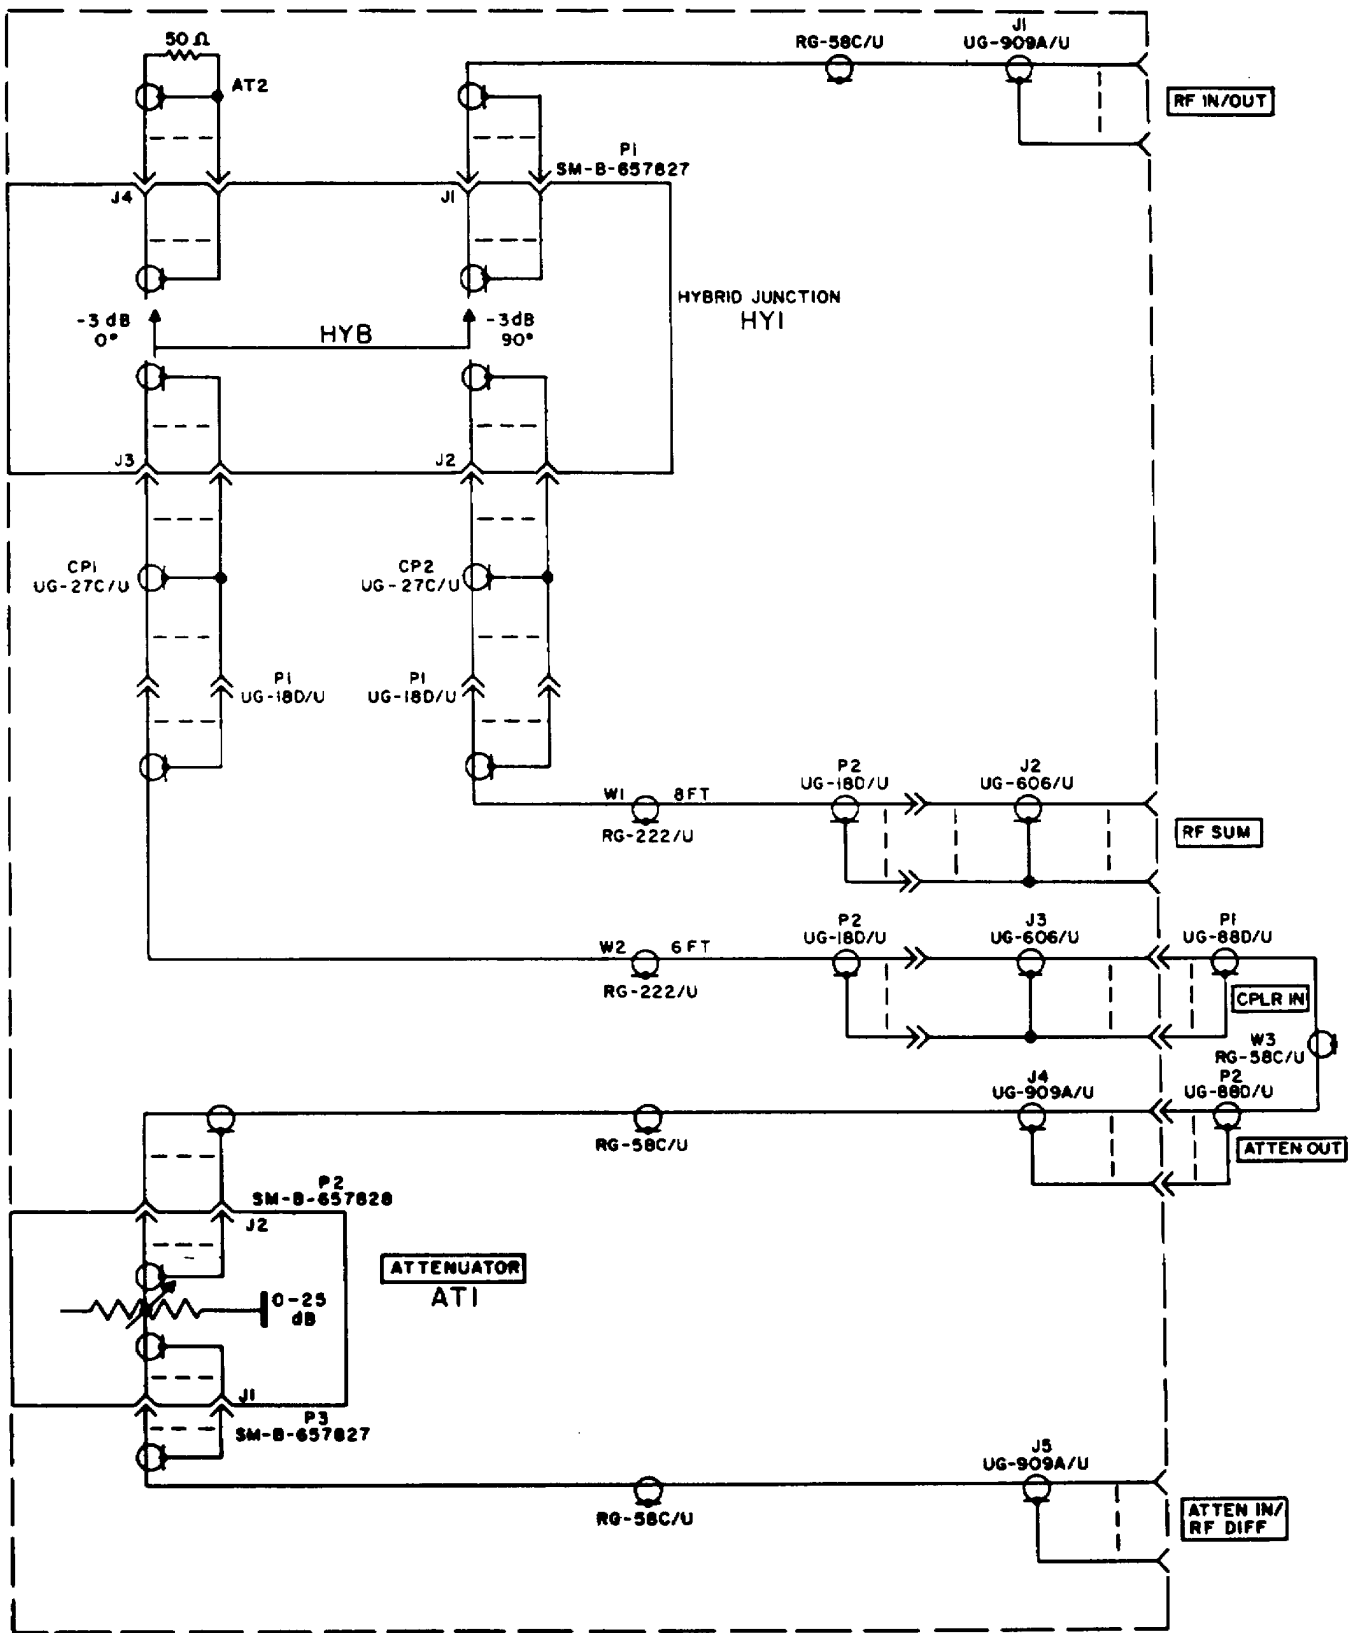 50 Ω
AT2
RG-58C/U
J1
UG-909A/U
RF IN/OUT
P1
SM-B-657827
J4
J1
HYBRID JUNCTION
HY1
-3 dB
0°
HYB
-3dB
90°
J3
J2
CP1
UG-27C/U
CP2
UG-27C/U
P1
UG-18D/U
P1
UG-18D/U
W1 8 FT
RG-222/U
P2
UG-18D/U
J2
UG-606/U
RF SUM
W2 6 FT
RG-222/U
P2
UG-18D/U
J3
UG-606/U
P1
UG-88D/U
CPLR IN
W3
RG-58C/U
RG-58C/U
J4
UG-909A/U
P2
UG-88D/U
ATTEN OUT
P2
SM-B-657828
J2
ATTENUATOR
AT1
0-25
dB
J1
P3
SM-B-657827
RG-58C/U
J5
UG-909A/U
ATTEN IN/
RF DIFF